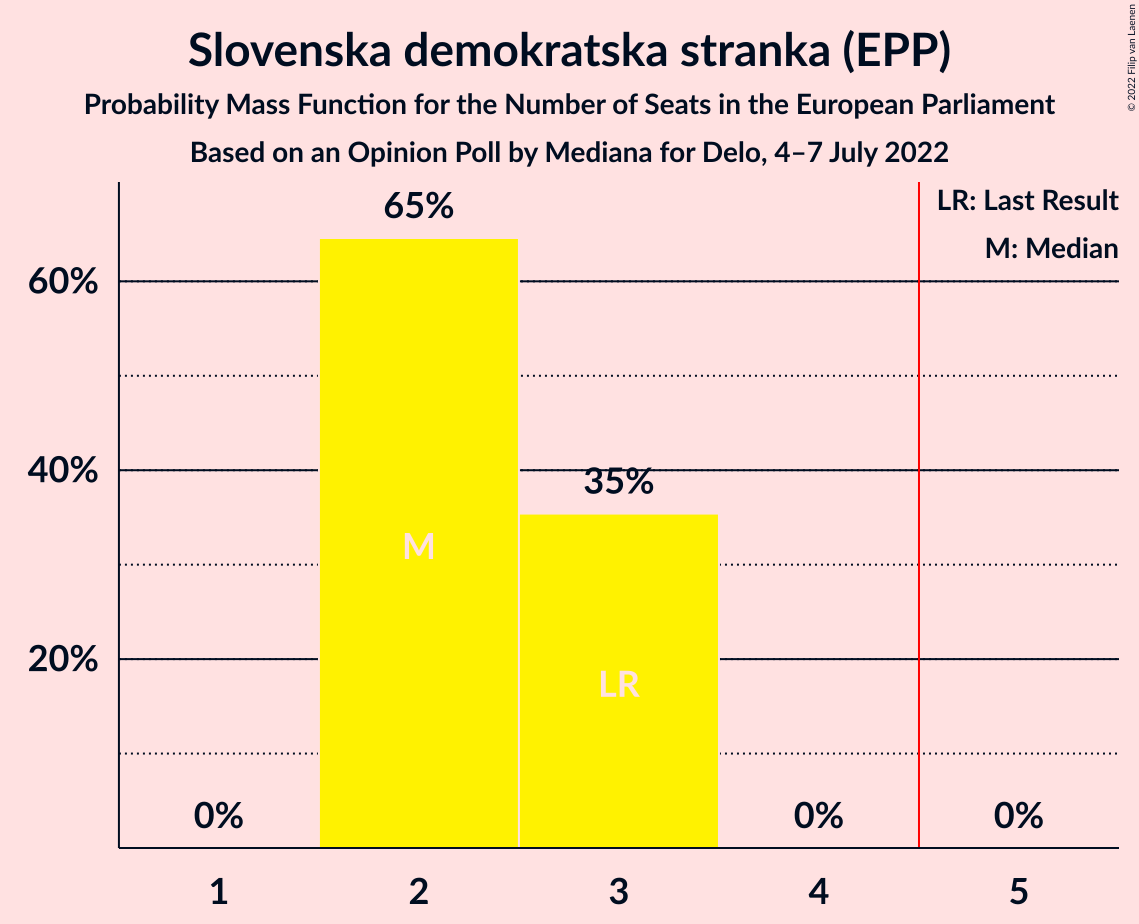 Slovenska demokratska stranka (EPP)
Probability Mass Function for the Number of Seats in the European Parliament
Based on an Opinion Poll by Mediana for Delo, 4–7 July 2022
© 2022 Filip van Laenen
LR: Last Result
M: Median
65%
60%
40%
35%
M
20%
LR
0%
0%
0%
1
2
3
4
5